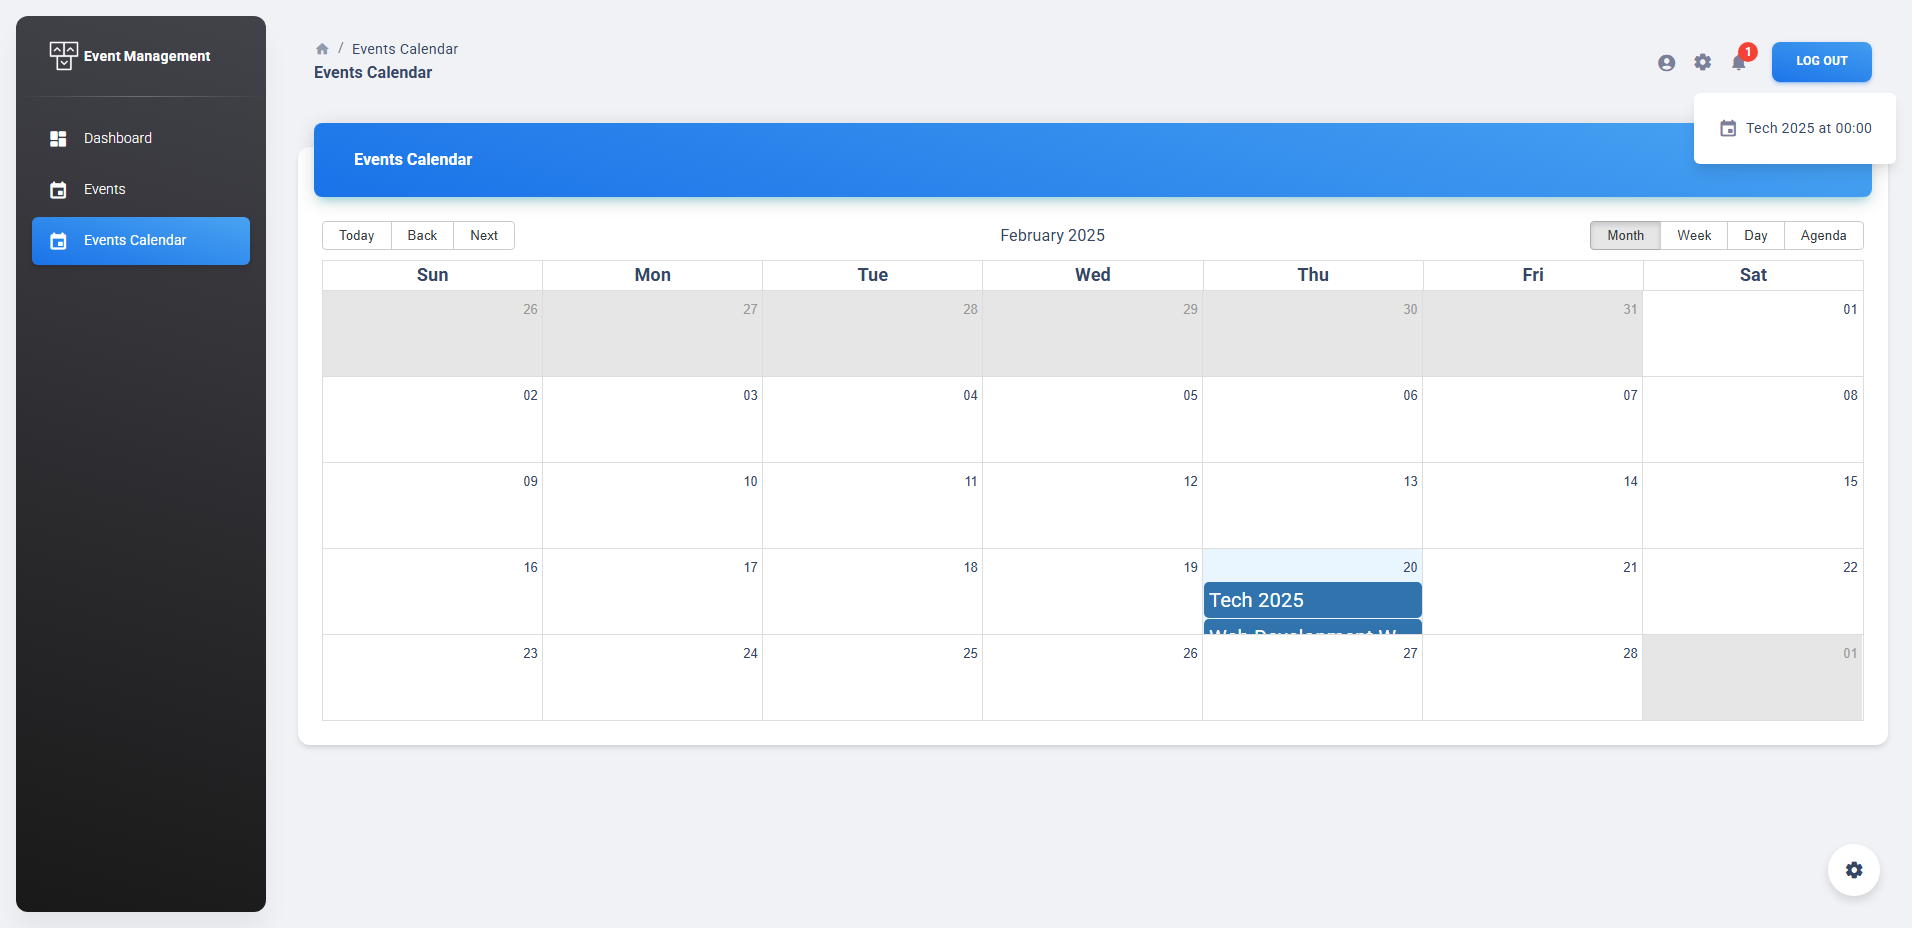 Event Management
Dashboard
Events
Events Calendar
/ Events Calendar
Events Calendar
1
LOG OUT
Tech 2025 at 00:00
Events Calendar
Today Back Next
February 2025
Month Week Day Agenda
Sun Mon Tue Wed Thu Fri Sat
26 27 28 29 30 31 01
02 03 04 05 06 07 08
09 10 11 12 13 14 15
16 17 18 19 20 21 22
Tech 2025
Web Development W...
23 24 25 26 27 28 01